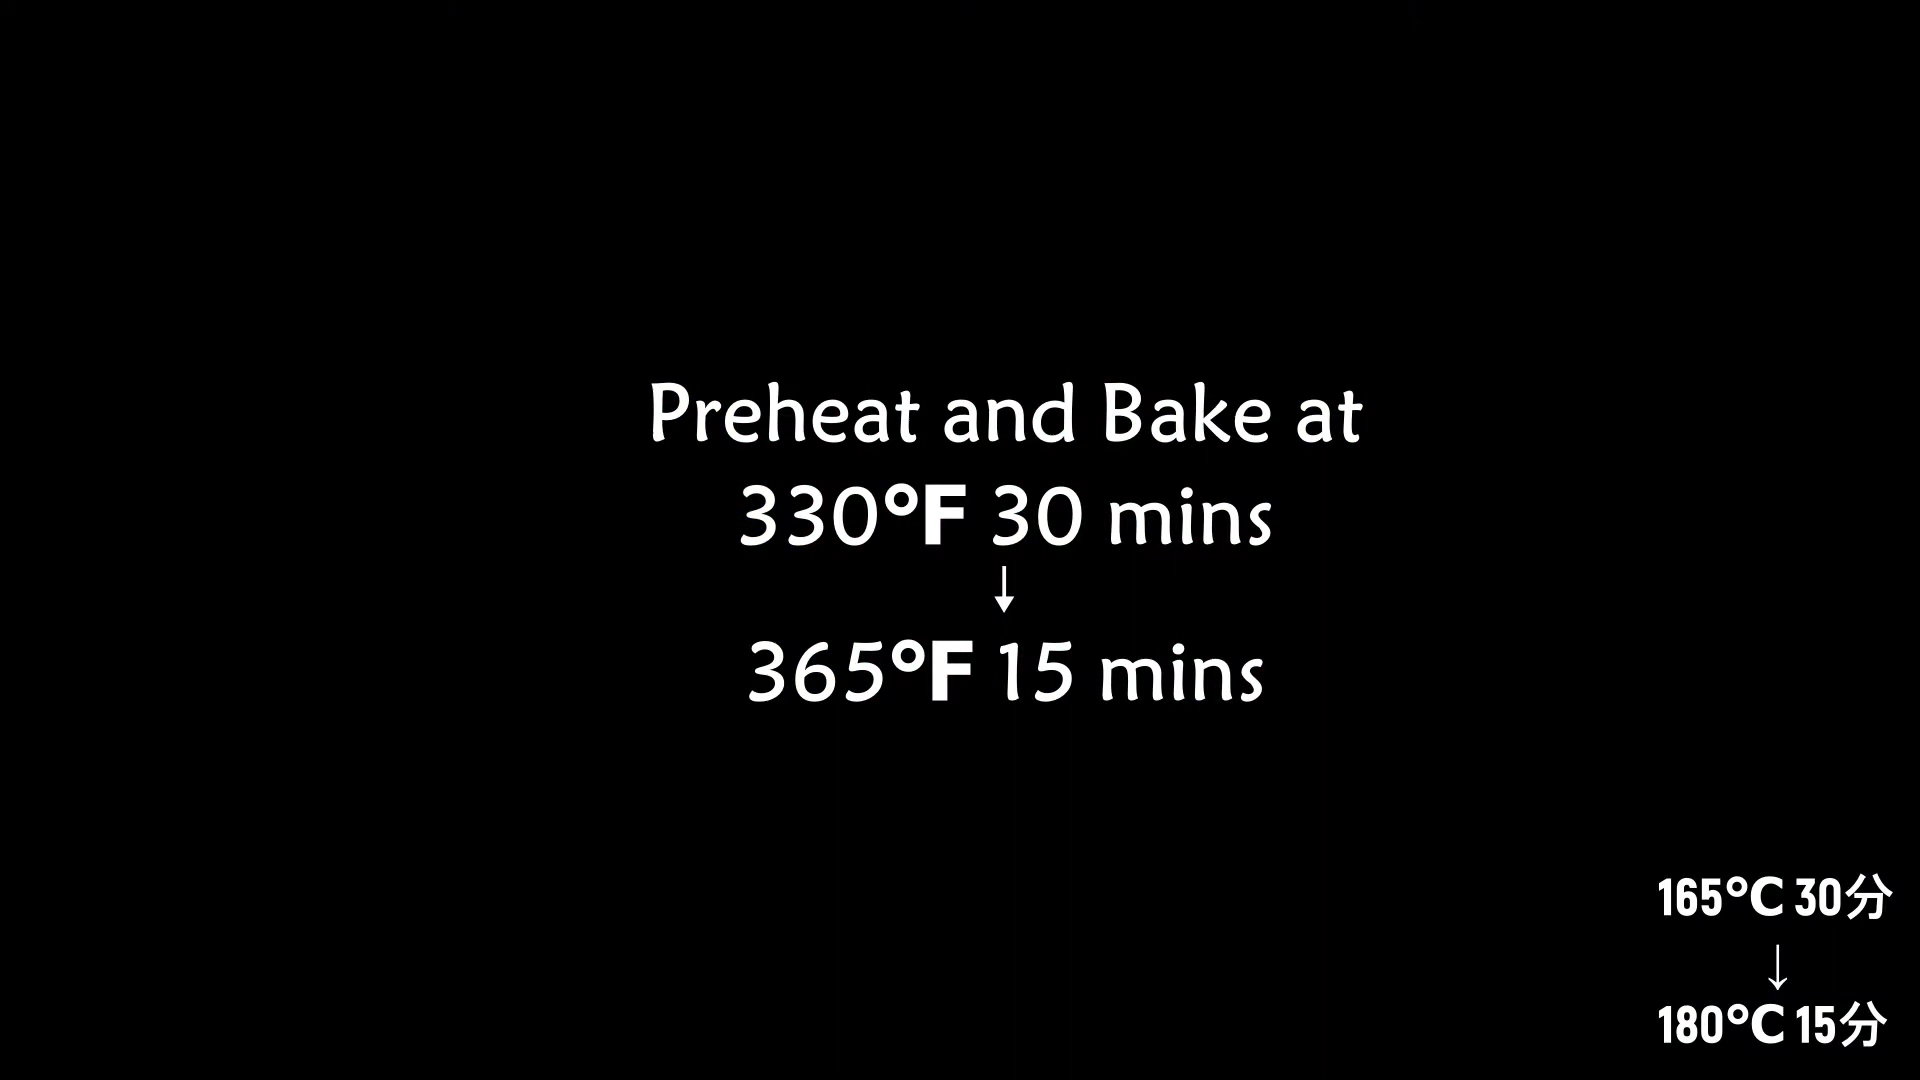 Preheat and Bake at
330°F 30 mins
↓
365°F 15 mins
165°C 30分
↓
180°C 15分